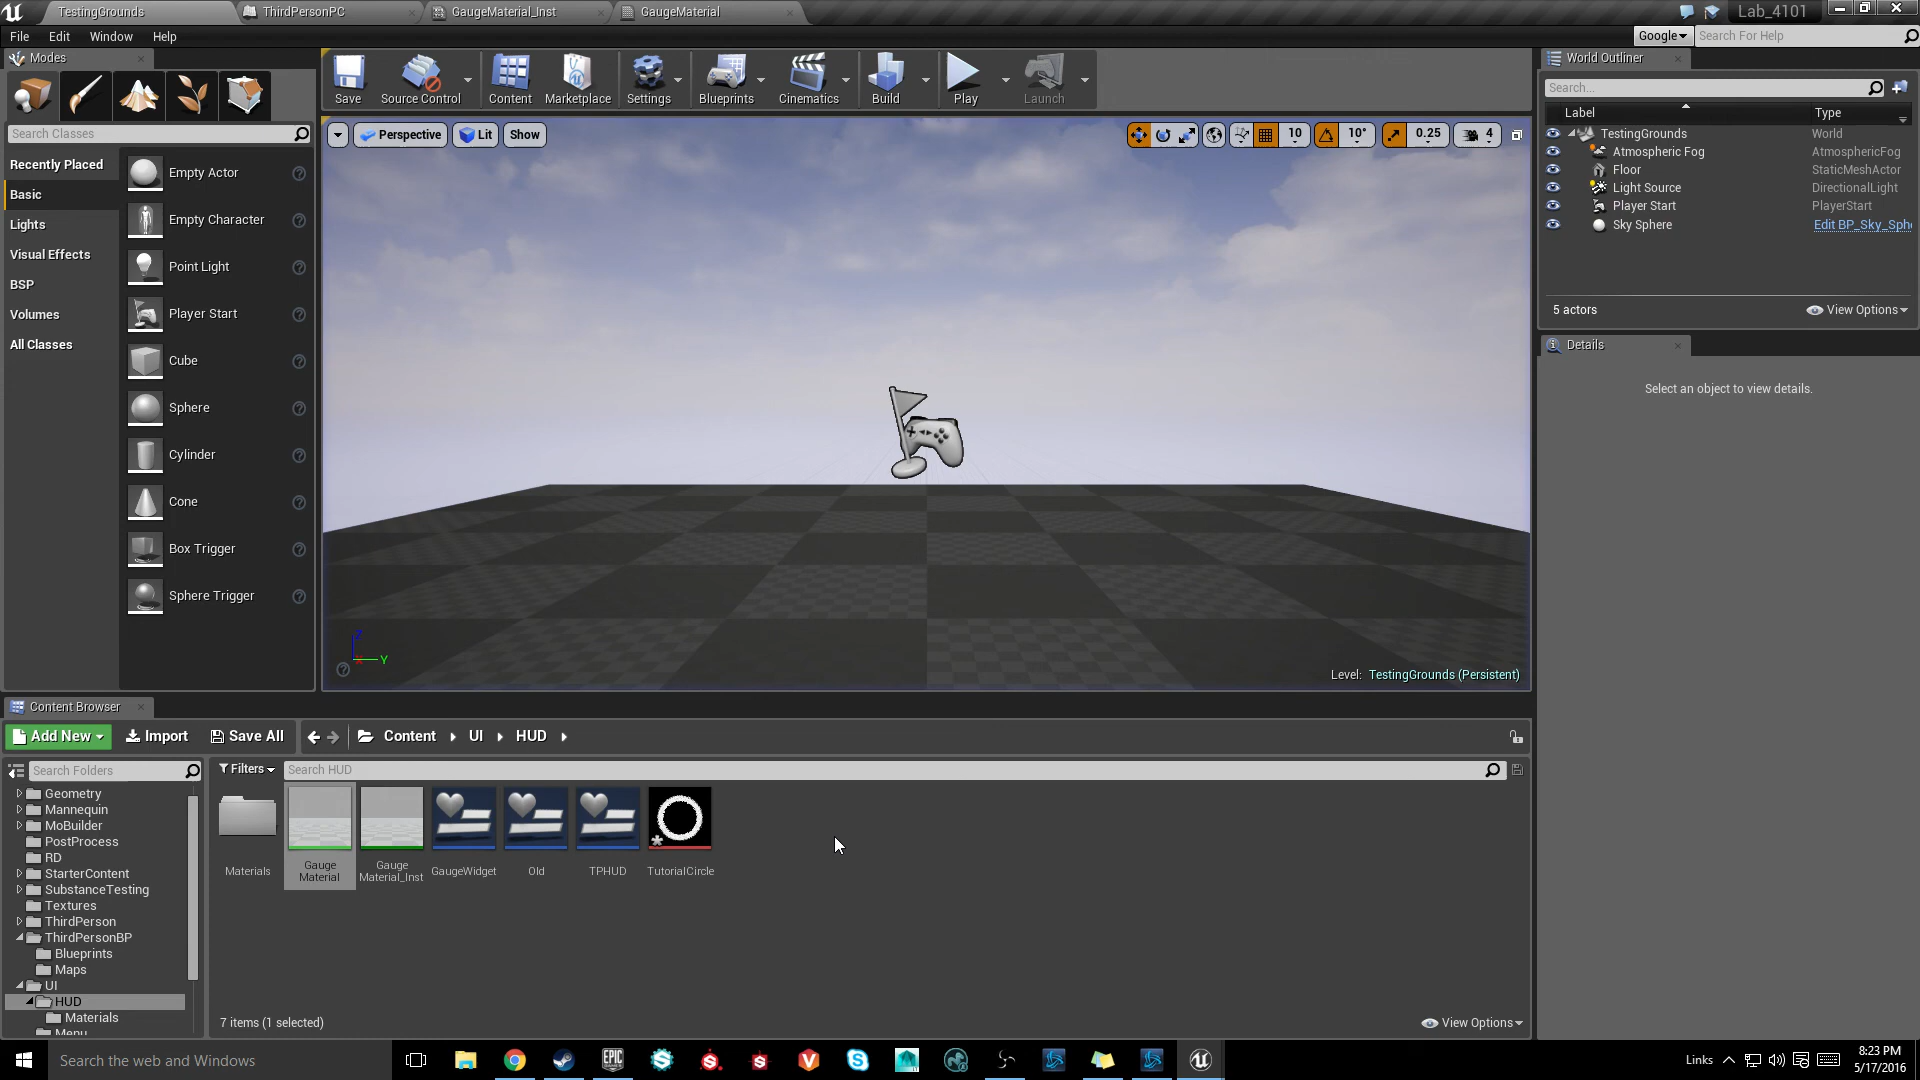 TestingGrounds
ThirdPersonPC
GaugeMaterial_Inst
GaugeMaterial
Lab_4101
File Edit Window Help
Google
Search For Help
Modes
Search Classes
Recently Placed
Basic
Lights
Visual Effects
BSP
Volumes
All Classes
Empty Actor
Empty Character
Point Light
Player Start
Cube
Sphere
Cylinder
Cone
Box Trigger
Sphere Trigger
Save
Source Control
Content
Marketplace
Settings
Blueprints
Cinematics
Build
Play
Launch
Perspective Lit Show
10 10° 0.25 4
Z
X
Y
Level: TestingGrounds (Persistent)
World Outliner
Search...
Label Type
TestingGrounds World
Atmospheric Fog AtmosphericFog
Floor StaticMeshActor
Light Source DirectionalLight
Player Start PlayerStart
Sky Sphere Edit BP_Sky_Sph
5 actors
View Options
Details
Select an object to view details.
Content Browser
Add New Import Save All Content UI HUD
Search Folders
Filters
Search HUD
Geometry
Mannequin
MoBuilder
PostProcess
RD
StarterContent
SubstanceTesting
Textures
ThirdPerson
ThirdPersonBP
Blueprints
Maps
UI
HUD
Materials
Menu
Materials
Gauge
Material
Gauge
Material_Inst
GaugeWidget
Old
TPHUD
TutorialCircle
7 items (1 selected)
View Options
Search the web and Windows
EPIC
GAMES
Links
8:23 PM
5/17/2016